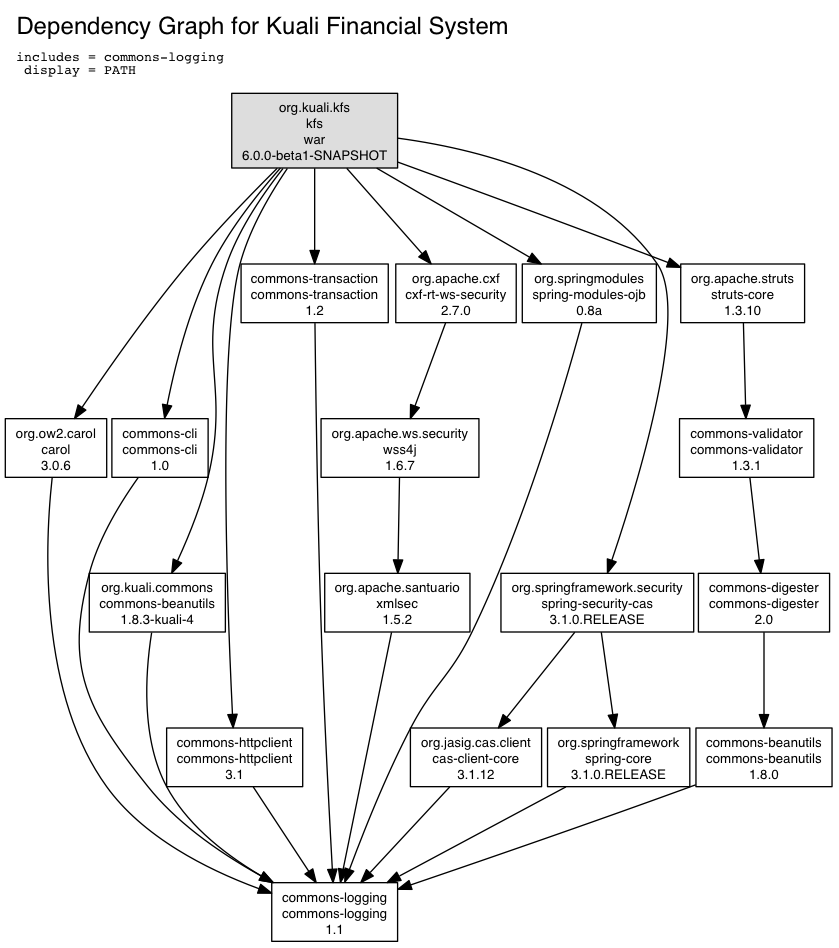 Dependency Graph for Kuali Financial System
includes = commons-logging
display = PATH
org.kuali.kfs
kfs
war
6.0.0-beta1-SNAPSHOT
commons-transaction
commons-transaction
1.2
org.apache.cxf
cxf-rt-ws-security
2.7.0
org.springmodules
spring-modules-ojb
0.8a
org.apache.struts
struts-core
1.3.10
org.ow2.carol
carol
3.0.6
commons-cli
commons-cli
1.0
org.apache.ws.security
wss4j
1.6.7
commons-validator
commons-validator
1.3.1
org.kuali.commons
commons-beanutils
1.8.3-kuali-4
org.apache.santuario
xmlsec
1.5.2
org.springframework.security
spring-security-cas
3.1.0.RELEASE
commons-digester
commons-digester
2.0
commons-httpclient
commons-httpclient
3.1
org.jasig.cas.client
cas-client-core
3.1.12
org.springframework
spring-core
3.1.0.RELEASE
commons-beanutils
commons-beanutils
1.8.0
commons-logging
commons-logging
1.1